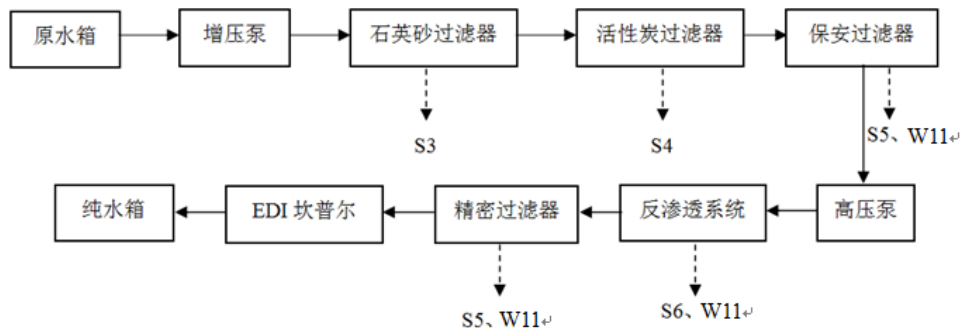 原水箱
增压泵
石英砂过滤器
活性炭过滤器
保安过滤器
S3
S4
S5、W11
纯水箱
EDI 坎普尔
精密过滤器
反渗透系统
高压泵
S5、W11
S6、W11